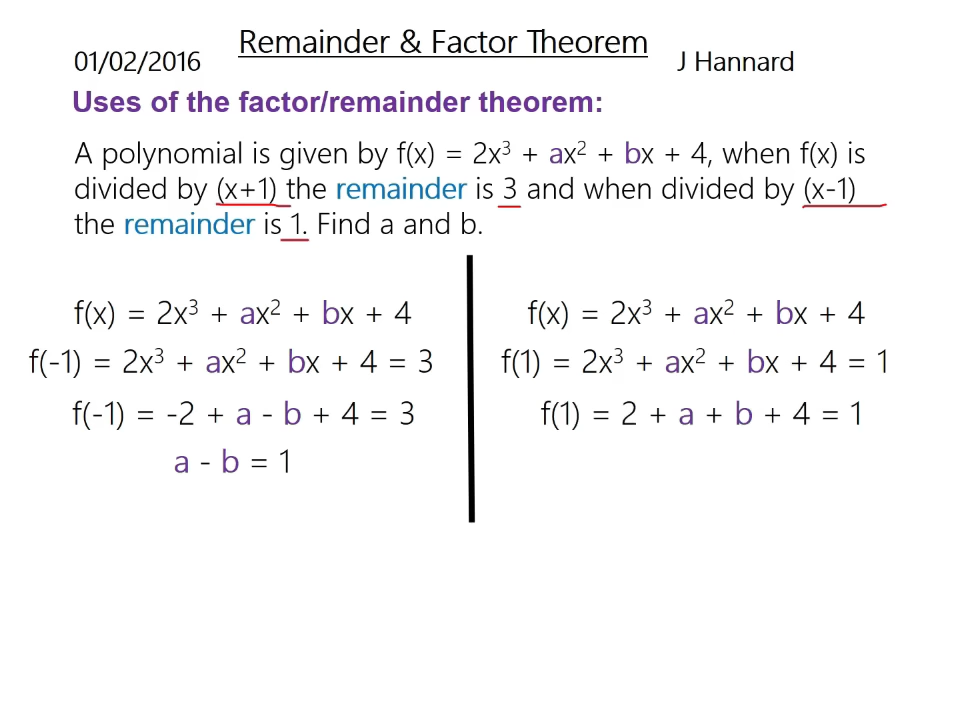 Remainder & Factor Theorem
01/02/2016
J Hannard
Uses of the factor/remainder theorem:
A polynomial is given by f(x) = 2x³ + ax² + bx + 4, when f(x) is
divided by (x+1) the remainder is 3 and when divided by (x-1)
the remainder is 1. Find a and b.
f(x) = 2x³ + ax² + bx + 4
f(-1) = 2x³ + ax² + bx + 4 = 3
f(-1) = -2 + a - b + 4 = 3
a - b = 1
f(x) = 2x³ + ax² + bx + 4
f(1) = 2x³ + ax² + bx + 4 = 1
f(1) = 2 + a + b + 4 = 1